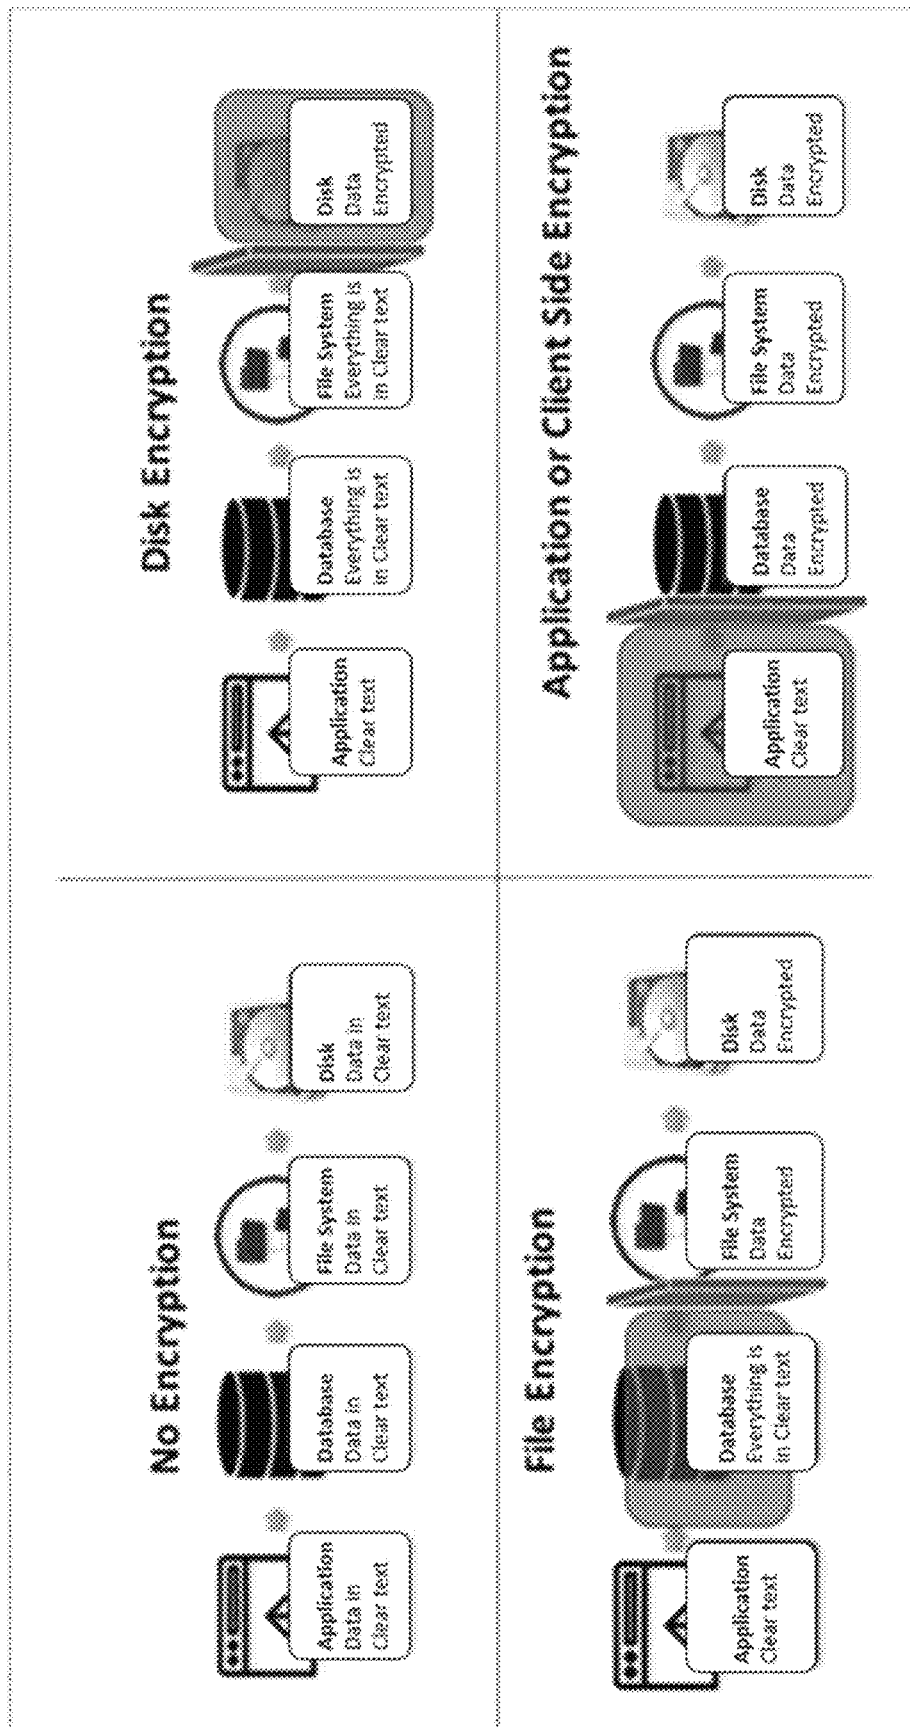 No Encryption
Application
Data in
Clear text
Database
Data in
Clear text
File System
Data in
Clear text
Disk
Data in
Clear text
Disk Encryption
Application
Clear text
Database
Everything is
in Clear text
File System
Everything is
in Clear text
Disk
Data
Encrypted
File Encryption
Application
Clear text
Database
Everything is
in Clear text
File System
Data
Encrypted
Disk
Data
Encrypted
Application or Client Side Encryption
Application
Clear text
Database
Data
Encrypted
File System
Data
Encrypted
Disk
Data
Encrypted